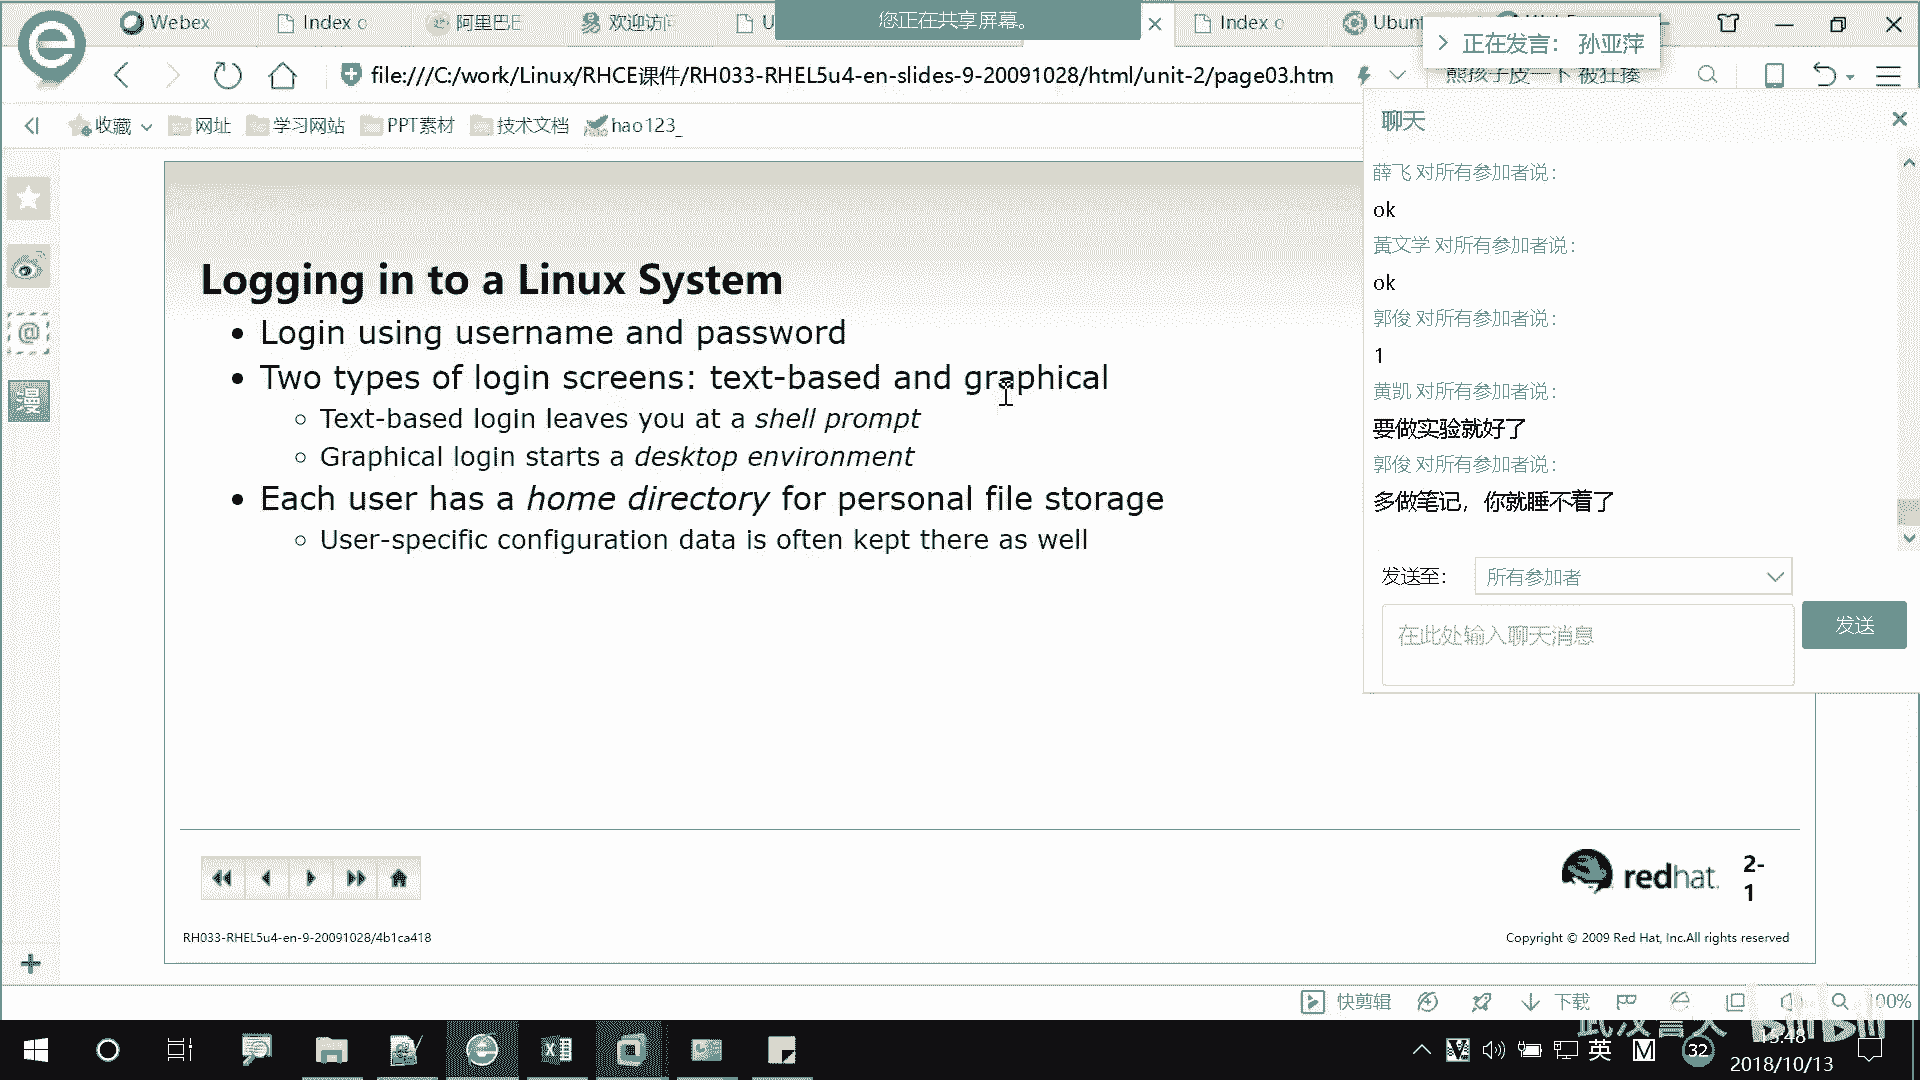 Webex
Index o
阿里巴巴
欢迎访问
U
您正在共享屏幕。
Index o
Ubunt
正在发言： 孙亚萍
file:///C:/work/Linux/RHCE课件/RH033-RHEL5u4-en-slides-9-20091028/html/unit-2/page03.htm
熊孩子皮一下 被狂揍
收藏
网址
学习网站
PPT素材
技术文档
hao123_
Logging in to a Linux System
Login using username and password
Two types of login screens: text-based and graphical
Text-based login leaves you at a shell prompt
Graphical login starts a desktop environment
Each user has a home directory for personal file storage
User-specific configuration data is often kept there as well
redhat.
2-
1
RH033-RHEL5u4-en-9-20091028/4b1ca418
Copyright © 2009 Red Hat, Inc.All rights reserved
聊天
薛飞 对所有参加者说：
ok
黃文学 对所有参加者说：
ok
郭俊 对所有参加者说：
1
黄凯 对所有参加者说：
要做实验就好了
郭俊 对所有参加者说：
多做笔记，你就睡不着了
发送至：
所有参加者
在此处输入聊天消息
发送
漫
快剪辑
下载
100%
英
M
32
15:48
2018/10/13
bilibili